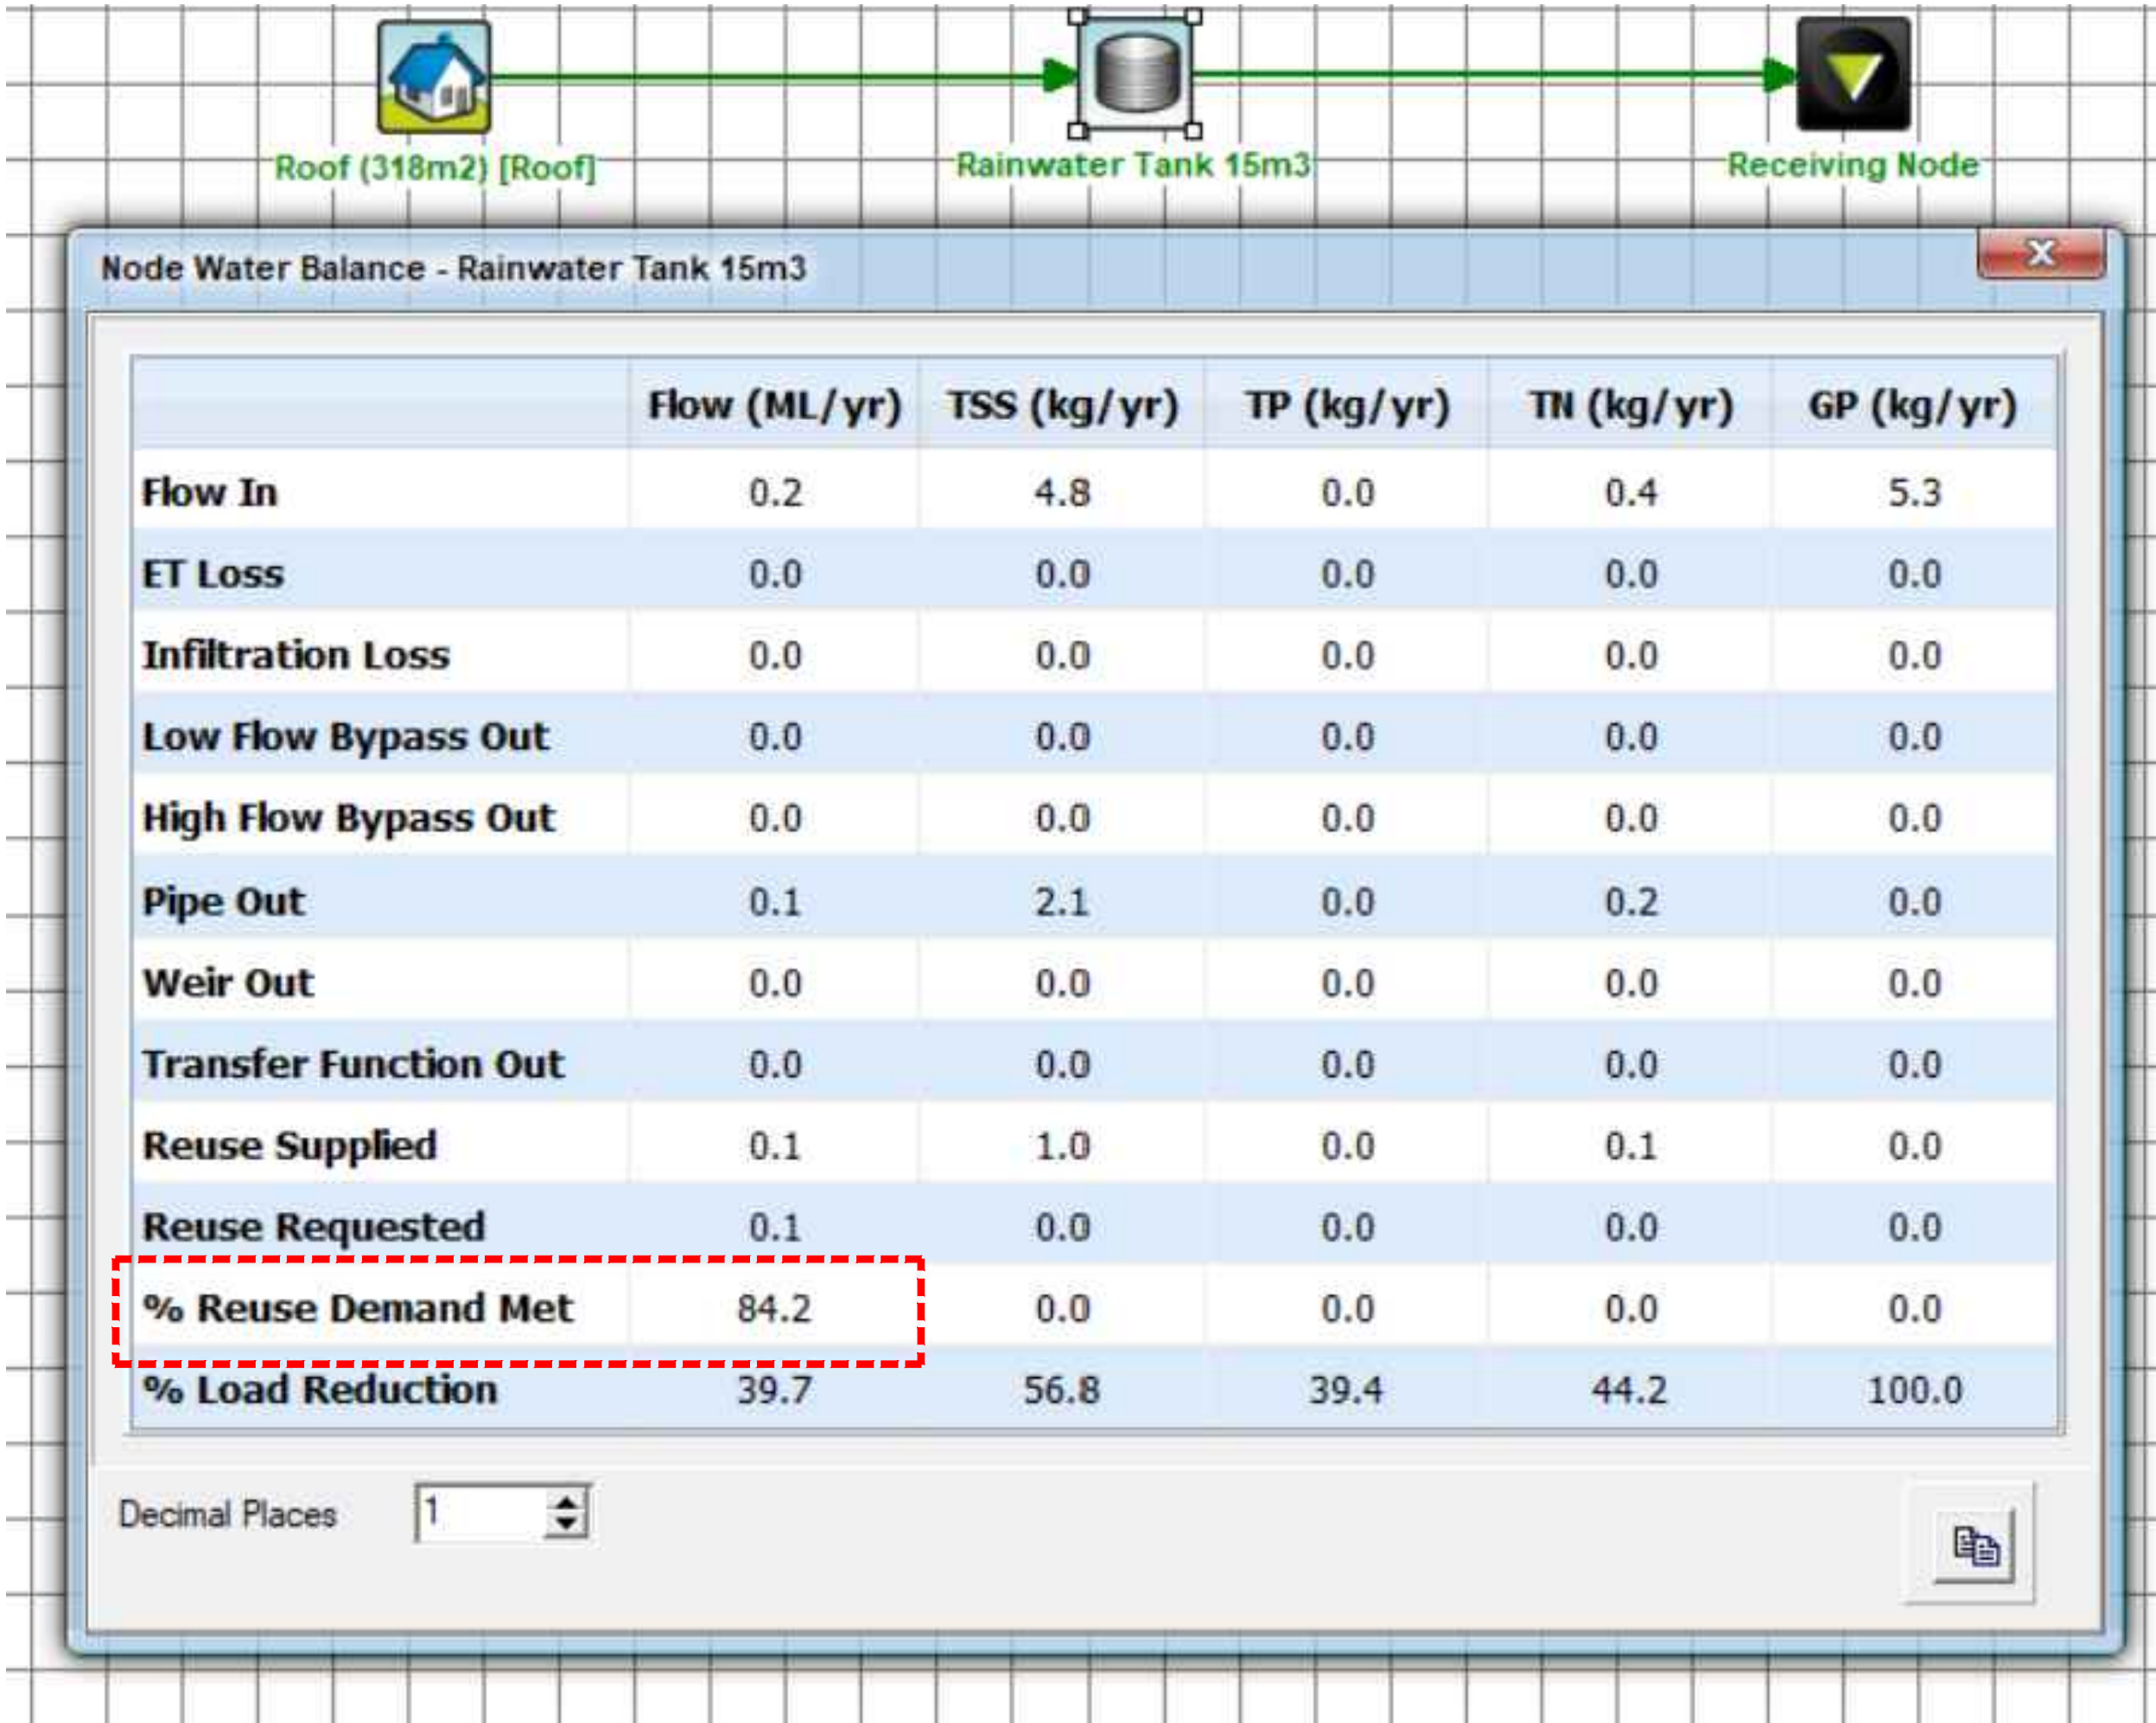 Roof (318m2) [Roof]
Rainwater Tank 15m3
Receiving Node
Node Water Balance - Rainwater Tank 15m3
Flow (ML/yr) TSS (kg/yr) TP (kg/yr) TN (kg/yr) GP (kg/yr)
Flow In 0.2 4.8 0.0 0.4 5.3
ET Loss 0.0 0.0 0.0 0.0 0.0
Infiltration Loss 0.0 0.0 0.0 0.0 0.0
Low Flow Bypass Out 0.0 0.0 0.0 0.0 0.0
High Flow Bypass Out 0.0 0.0 0.0 0.0 0.0
Pipe Out 0.1 2.1 0.0 0.2 0.0
Weir Out 0.0 0.0 0.0 0.0 0.0
Transfer Function Out 0.0 0.0 0.0 0.0 0.0
Reuse Supplied 0.1 1.0 0.0 0.1 0.0
Reuse Requested 0.1 0.0 0.0 0.0 0.0
% Reuse Demand Met 84.2 0.0 0.0 0.0 0.0
% Load Reduction 39.7 56.8 39.4 44.2 100.0
Decimal Places 1